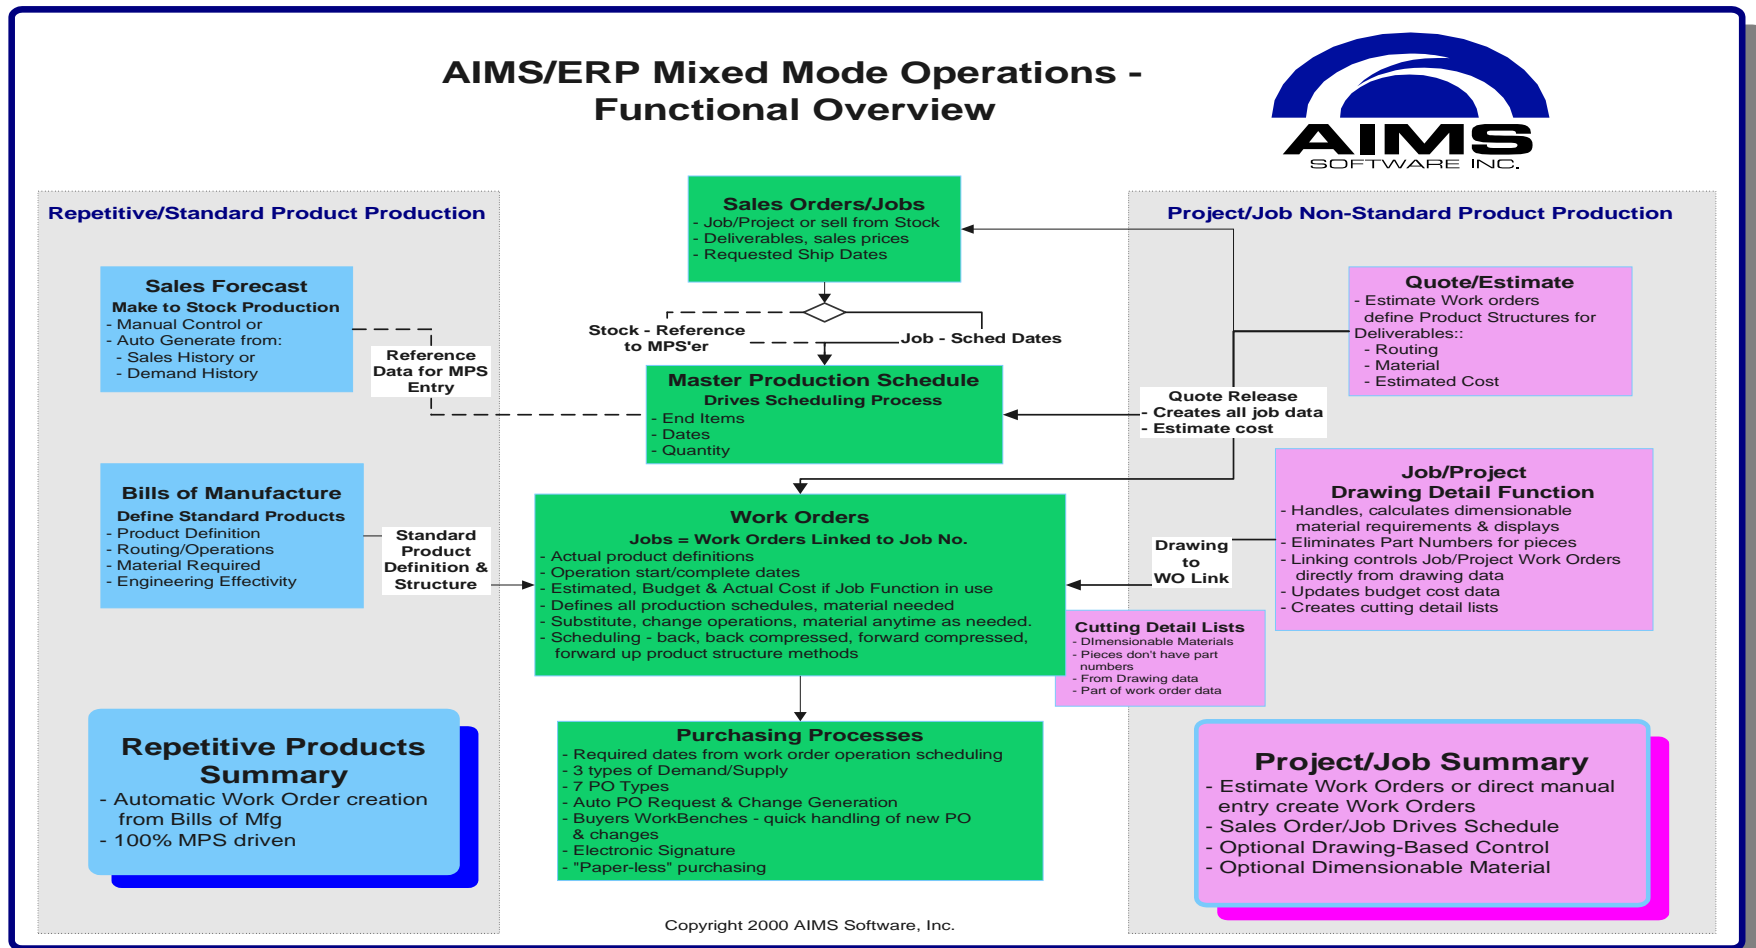 AIMS/ERP Mixed Mode Operations -
Functional Overview
AIMS
SOFTWARE INC.
Repetitive/Standard Product Production
Sales Forecast
Make to Stock Production
- Manual Control or
- Auto Generate from:
- Sales History or
- Demand History
Reference
Data for MPS
Entry
Bills of Manufacture
Define Standard Products
- Product Definition
- Routing/Operations
- Material Required
- Engineering Effectivity
Standard
Product
Definition &
Structure
Repetitive Products
Summary
- Automatic Work Order creation
from Bills of Mfg
- 100% MPS driven
Sales Orders/Jobs
- Job/Project or sell from Stock
- Deliverables, sales prices
- Requested Ship Dates
Stock - Reference
to MPS'er
Job - Sched Dates
Master Production Schedule
Drives Scheduling Process
- End Items
- Dates
- Quantity
Work Orders
Jobs = Work Orders Linked to Job No.
- Actual product definitions
- Operation start/complete dates
- Estimated, Budget & Actual Cost if Job Function in use
- Defines all production schedules, material needed
- Substitute, change operations, material anytime as needed.
- Scheduling - back, back compressed, forward compressed,
forward up product structure methods
Purchasing Processes
- Required dates from work order operation scheduling
- 3 types of Demand/Supply
- 7 PO Types
- Auto PO Request & Change Generation
- Buyers WorkBenches - quick handling of new PO
& changes
- Electronic Signature
- "Paper-less" purchasing
Copyright 2000 AIMS Software, Inc.
Project/Job Non-Standard Product Production
Quote/Estimate
- Estimate Work orders
define Product Structures for
Deliverables::
- Routing
- Material
- Estimated Cost
Quote Release
- Creates all job data
- Estimate cost
Job/Project
Drawing Detail Function
- Handles, calculates dimensionable
material requirements & displays
- Eliminates Part Numbers for pieces
- Linking controls Job/Project Work Orders
directly from drawing data
- Updates budget cost data
- Creates cutting detail lists
Drawing
to
WO Link
Cutting Detail Lists
- DImensionable Materials
- Pieces don't have part
numbers
- From Drawing data
- Part of work order data
Project/Job Summary
- Estimate Work Orders or direct manual
entry create Work Orders
- Sales Order/Job Drives Schedule
- Optional Drawing-Based Control
- Optional Dimensionable Material